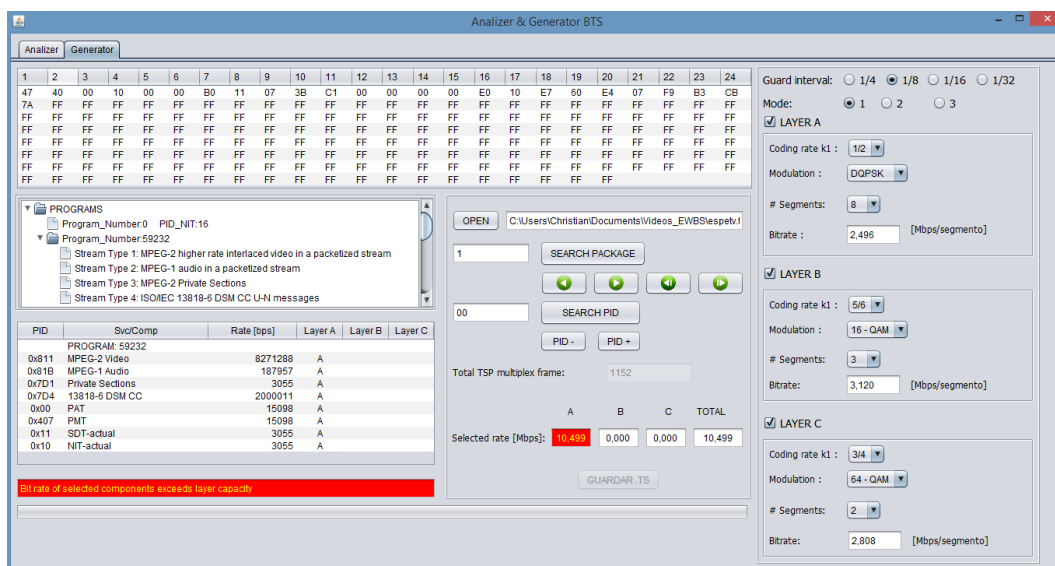 Analizer & Generator BTS
Analizer Generator
1 2 3 4 5 6 7 8 9 10 11 12 13 14 15 16 17 18 19 20 21 22 23 24
47 40 00 10 00 00 B0 11 07 3B C1 00 00 00 00 E0 10 E7 60 E4 07 F9 B3 CB
7A FF FF FF FF FF FF FF FF FF FF FF FF FF FF FF FF FF FF FF FF FF FF FF
FF FF FF FF FF FF FF FF FF FF FF FF FF FF FF FF FF FF FF FF FF FF FF FF
FF FF FF FF FF FF FF FF FF FF FF FF FF FF FF FF FF FF FF FF FF FF FF FF
FF FF FF FF FF FF FF FF FF FF FF FF FF FF FF FF FF FF FF FF FF FF FF FF
FF FF FF FF FF FF FF FF FF FF FF FF FF FF FF FF FF FF FF FF FF FF FF FF
FF FF FF FF FF FF FF FF FF FF FF FF FF FF FF FF FF FF FF FF FF FF FF FF
FF FF FF FF FF FF FF FF FF FF FF FF FF FF FF FF FF FF FF FF
PROGRAMS
Program_Number:0 PID_NIT:16
Program_Number:59232
Stream Type 1: MPEG-2 higher rate interlaced video in a packetized stream
Stream Type 2: MPEG-1 audio in a packetized stream
Stream Type 3: MPEG-2 Private Sections
Stream Type 4: ISO/IEC 13818-6 DSM CC U-N messages
PID Svc/Comp Rate [bps] Layer A Layer B Layer C
PROGRAM: 59232
0x811 MPEG-2 Video 8271288 A
0x81B MPEG-1 Audio 187957 A
0x7D1 Private Sections 3055 A
0x7D4 13818-6 DSM CC 2000011 A
0x00 PAT 15098 A
0x407 PMT 15098 A
0x11 SDT-actual 3055 A
0x10 NIT-actual 3055 A
Bit rate of selected components exceeds layer capacity
OPEN C:\Users\Christian\Documents\Videos_EWBS\espetv.t
1 SEARCH PACKAGE
00 SEARCH PID
PID - PID +
Total TSP multiplex frame: 1152
A B C TOTAL
Selected rate [Mbps]: 10,499 0,000 0,000 10,499
GUARDAR .TS
Guard interval: 1/4 1/8 1/16 1/32
Mode: 1 2 3
LAYER A
Coding rate k1 : 1/2
Modulation : DQPSK
# Segments: 8
Bitrate : 2,496 [Mbps/segmento]
LAYER B
Coding rate k1 : 5/6
Modulation : 16 - QAM
# Segments: 3
Bitrate: 3,120 [Mbps/segmento]
LAYER C
Coding rate k1 : 3/4
Modulation : 64 - QAM
# Segments: 2
Bitrate: 2,808 [Mbps/segmento]